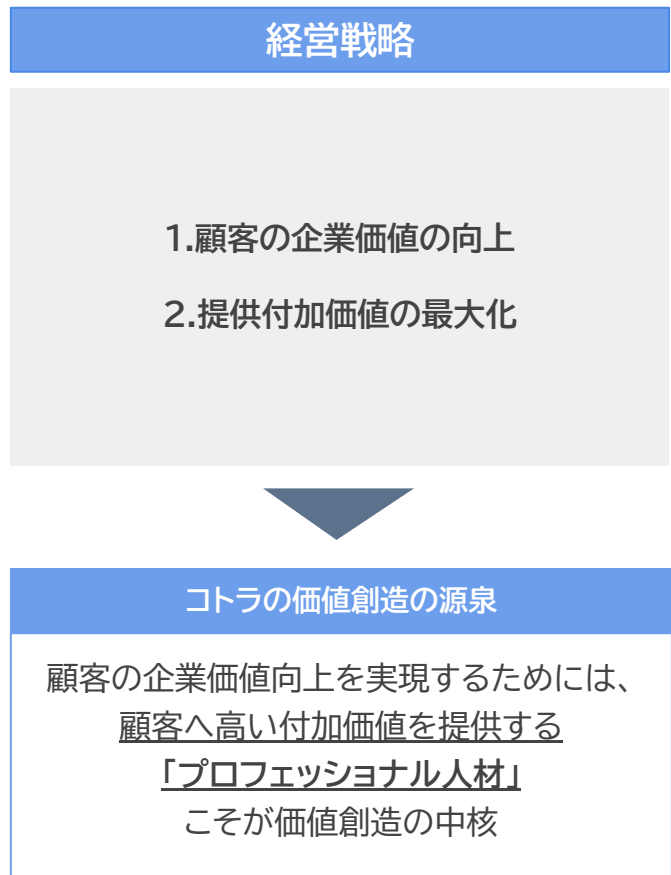 経営戦略
1.顧客の企業価値の向上
2.提供付加価値の最大化
コトラの価値創造の源泉
顧客の企業価値向上を実現するためには、
顧客へ高い付加価値を提供する
「プロフェッショナル人材」
こそが価値創造の中核